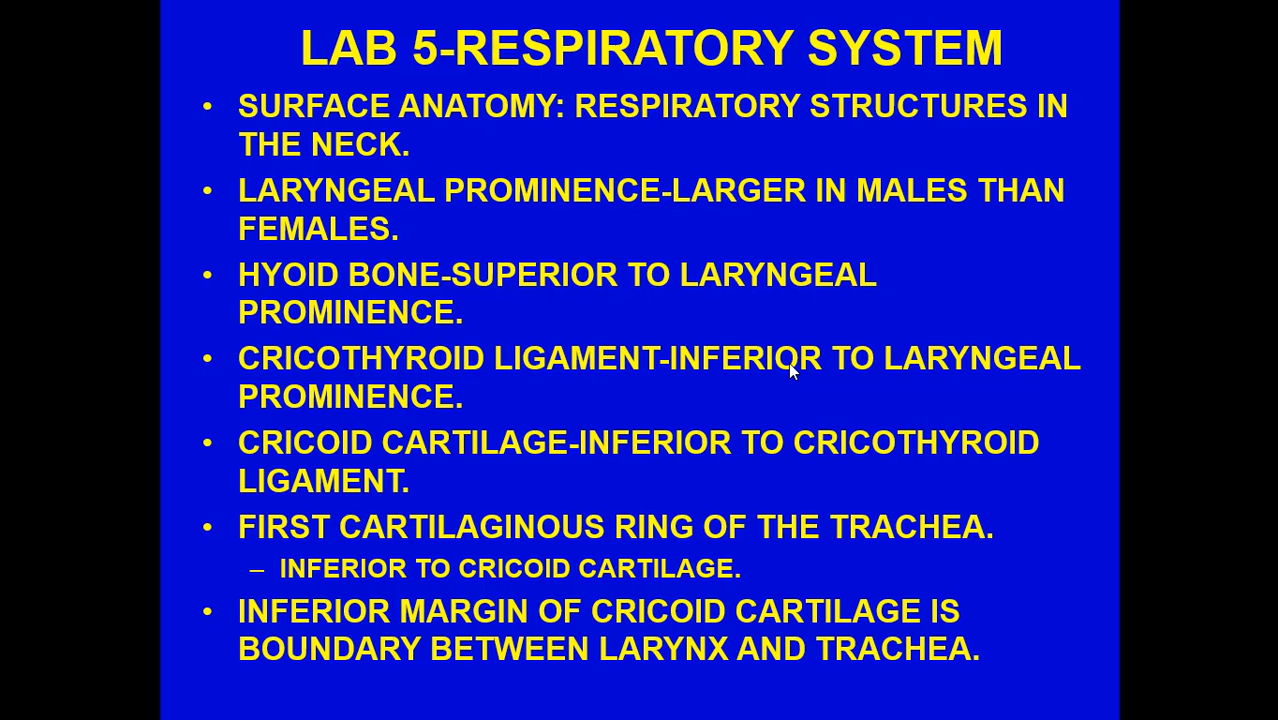 LAB 5-RESPIRATORY SYSTEM
• SURFACE ANATOMY: RESPIRATORY STRUCTURES IN
THE NECK.
• LARYNGEAL PROMINENCE-LARGER IN MALES THAN
FEMALES.
• HYOID BONE-SUPERIOR TO LARYNGEAL
PROMINENCE.
• CRICOTHYROID LIGAMENT-INFERIOR TO LARYNGEAL
PROMINENCE.
• CRICOID CARTILAGE-INFERIOR TO CRICOTHYROID
LIGAMENT.
• FIRST CARTILAGINOUS RING OF THE TRACHEA.
– INFERIOR TO CRICOID CARTILAGE.
• INFERIOR MARGIN OF CRICOID CARTILAGE IS
BOUNDARY BETWEEN LARYNX AND TRACHEA.